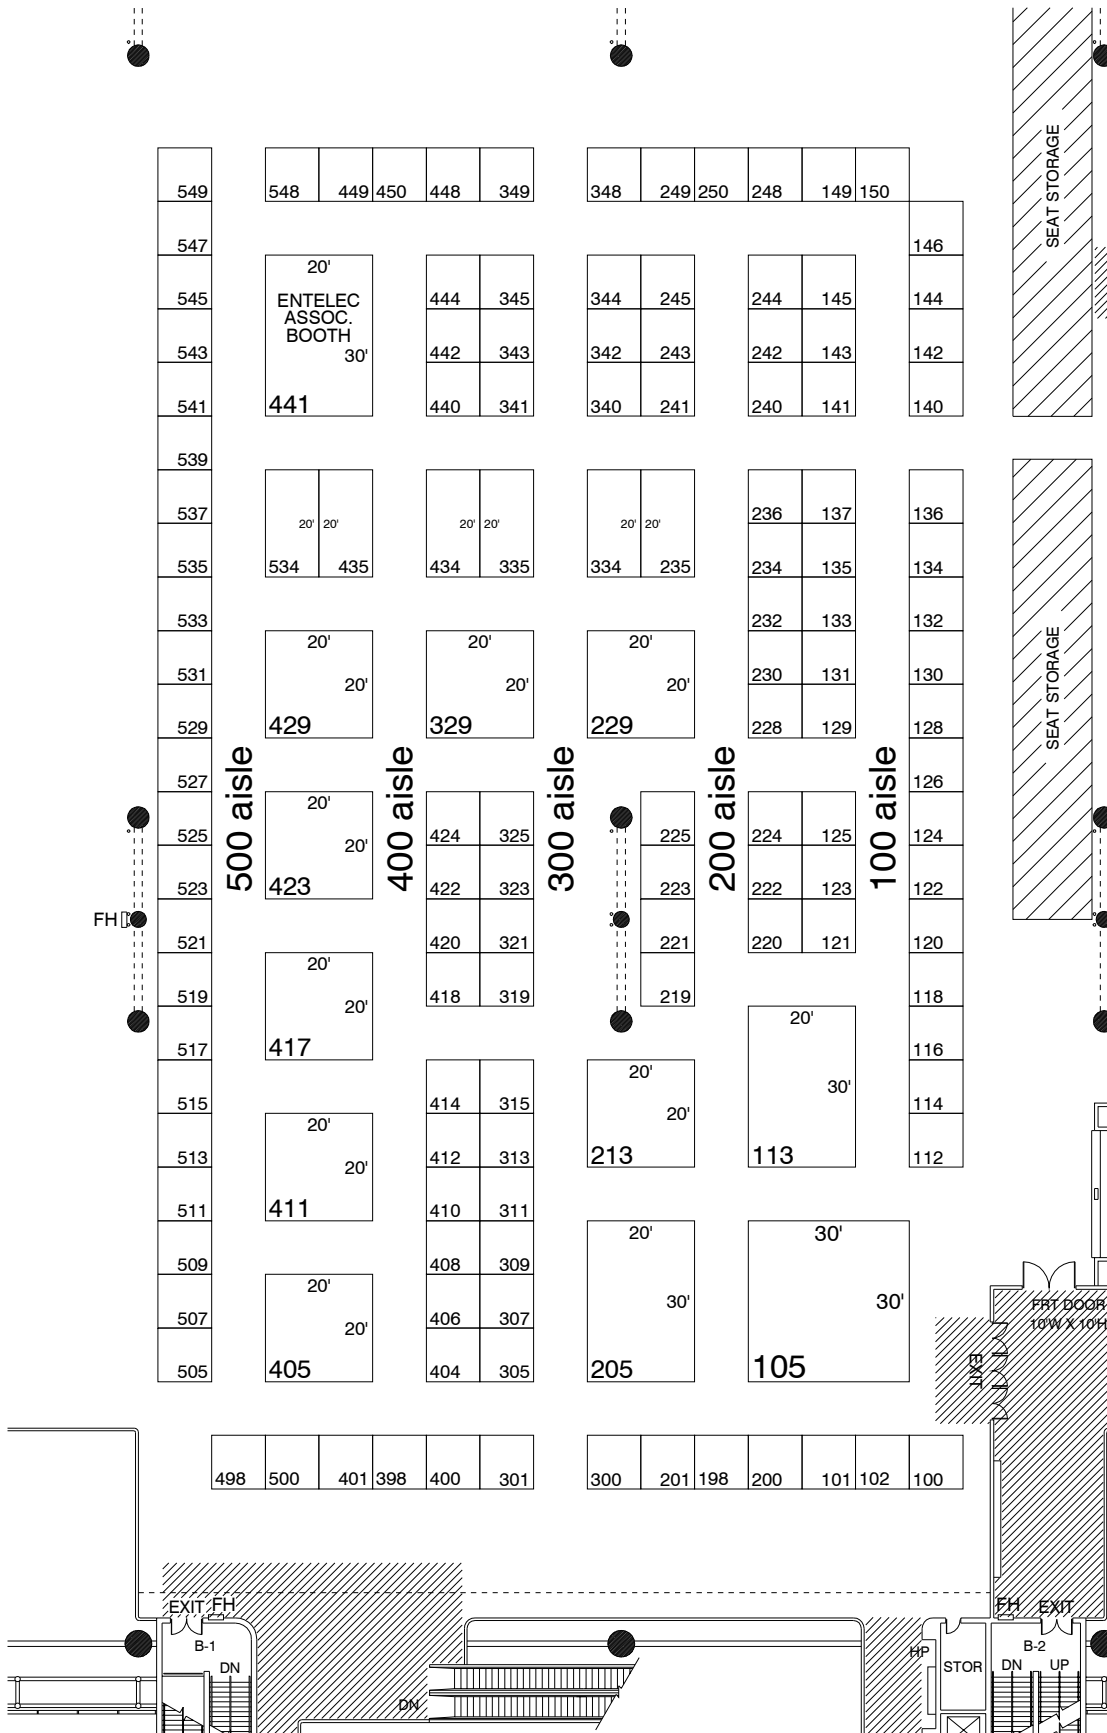 SEAT STORAGE
549 548 449 450 448 349 348 249 250 248 149 150
547 146
20'
ENTELEC
ASSOC.
BOOTH
30'
441
545 444 345 344 245 244 145 144
543 442 343 342 243 242 143 142
541 440 341 340 241 240 141 140
539
537 236 137 136
20' 20' 20' 20' 20' 20'
535 534 435 434 335 334 235 234 135 134
533 232 133 132
20' 20' 20'
531 230 131 130
20' 20' 20'
529 429 329 229 228 129 128
SEAT STORAGE
527 126
500 aisle
400 aisle
300 aisle
200 aisle
100 aisle
20'
525 424 325 225 224 125 124
20'
523 423 422 323 223 222 123 122
FH
521 420 321 221 220 121 120
20'
519 418 319 219 118
20' 20'
517 417 116
20'
30'
515 414 315 114
20' 20'
513 412 313 213 113 112
20'
511 411 410 311
20' 30'
509 408 309
20'
30' 30'
507 406 307
20'
505 405 404 305 205 105
FRT DOOR
10'W X 10'H
EXIT
498 500 401 398 400 301 300 201 198 200 101 102 100
EXIT FH FH EXIT
B-1 B-2
HP
DN STOR DN UP
DN